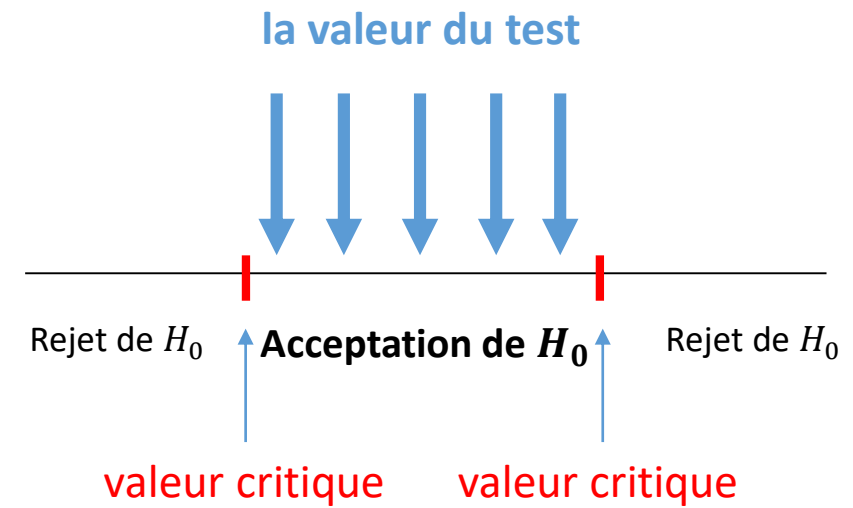 la valeur du test
Rejet de H₀ Acceptation de H₀ Rejet de H₀
valeur critique valeur critique